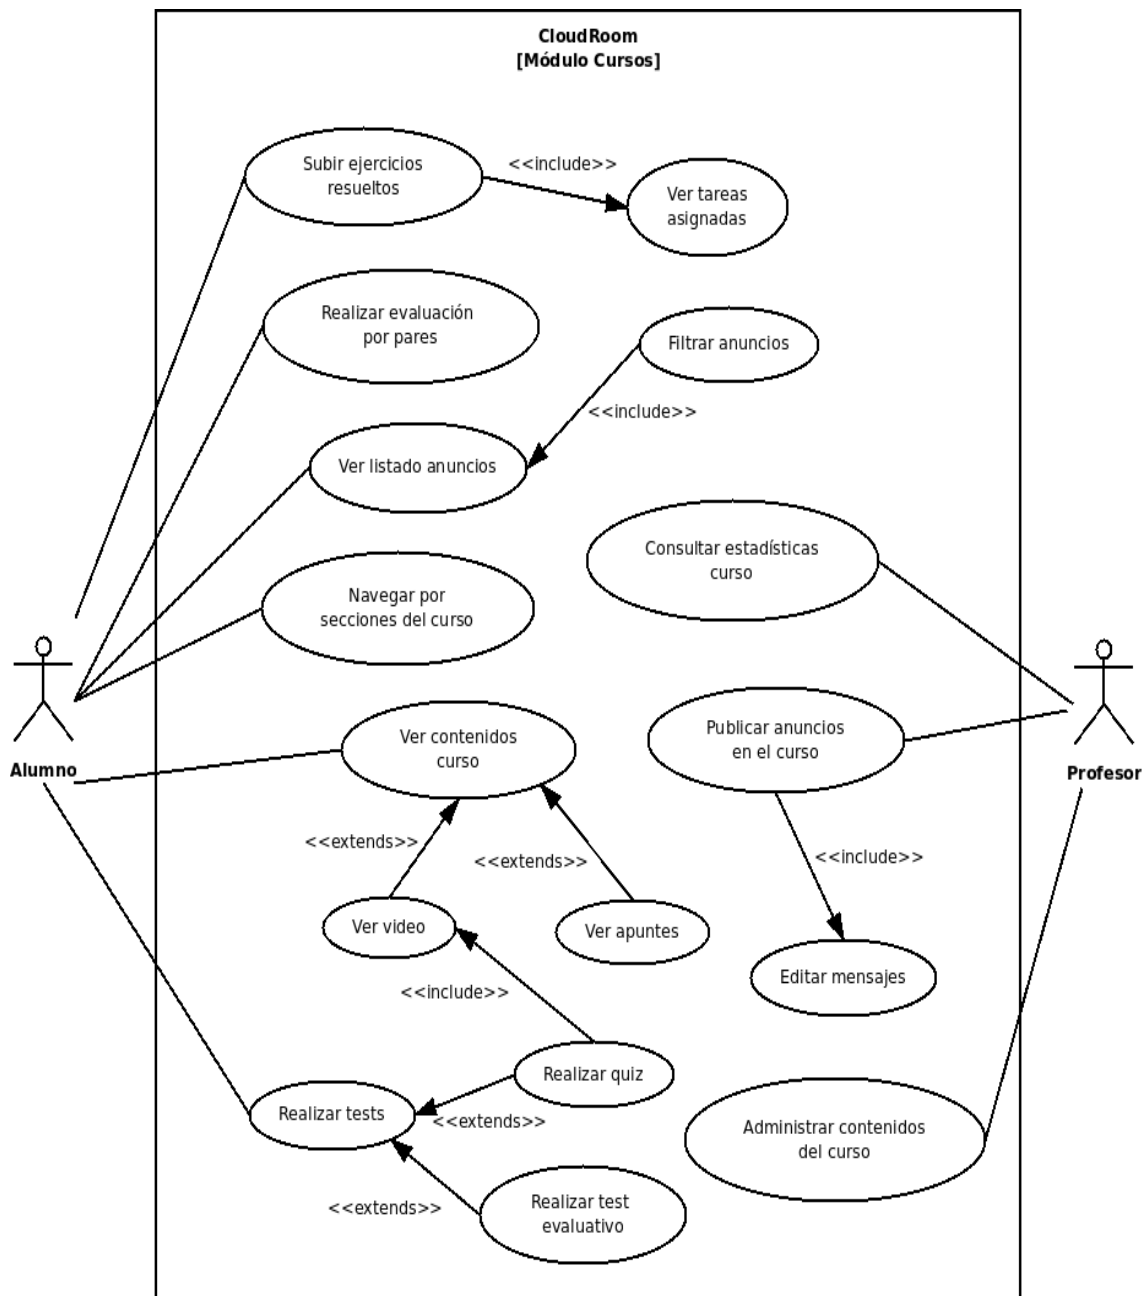 CloudRoom
[Módulo Cursos]
Subir ejercicios
resueltos
<<include>>
Ver tareas
asignadas
Realizar evaluación
por pares
Filtrar anuncios
<<include>>
Ver listado anuncios
Consultar estadísticas
curso
Navegar por
secciones del curso
Alumno
Profesor
Ver contenidos
curso
Publicar anuncios
en el curso
<<extends>>
<<extends>>
<<include>>
Ver video
Ver apuntes
Editar mensajes
<<include>>
Realizar quiz
Realizar tests
<<extends>>
Administrar contenidos
del curso
<<extends>>
Realizar test
evaluativo